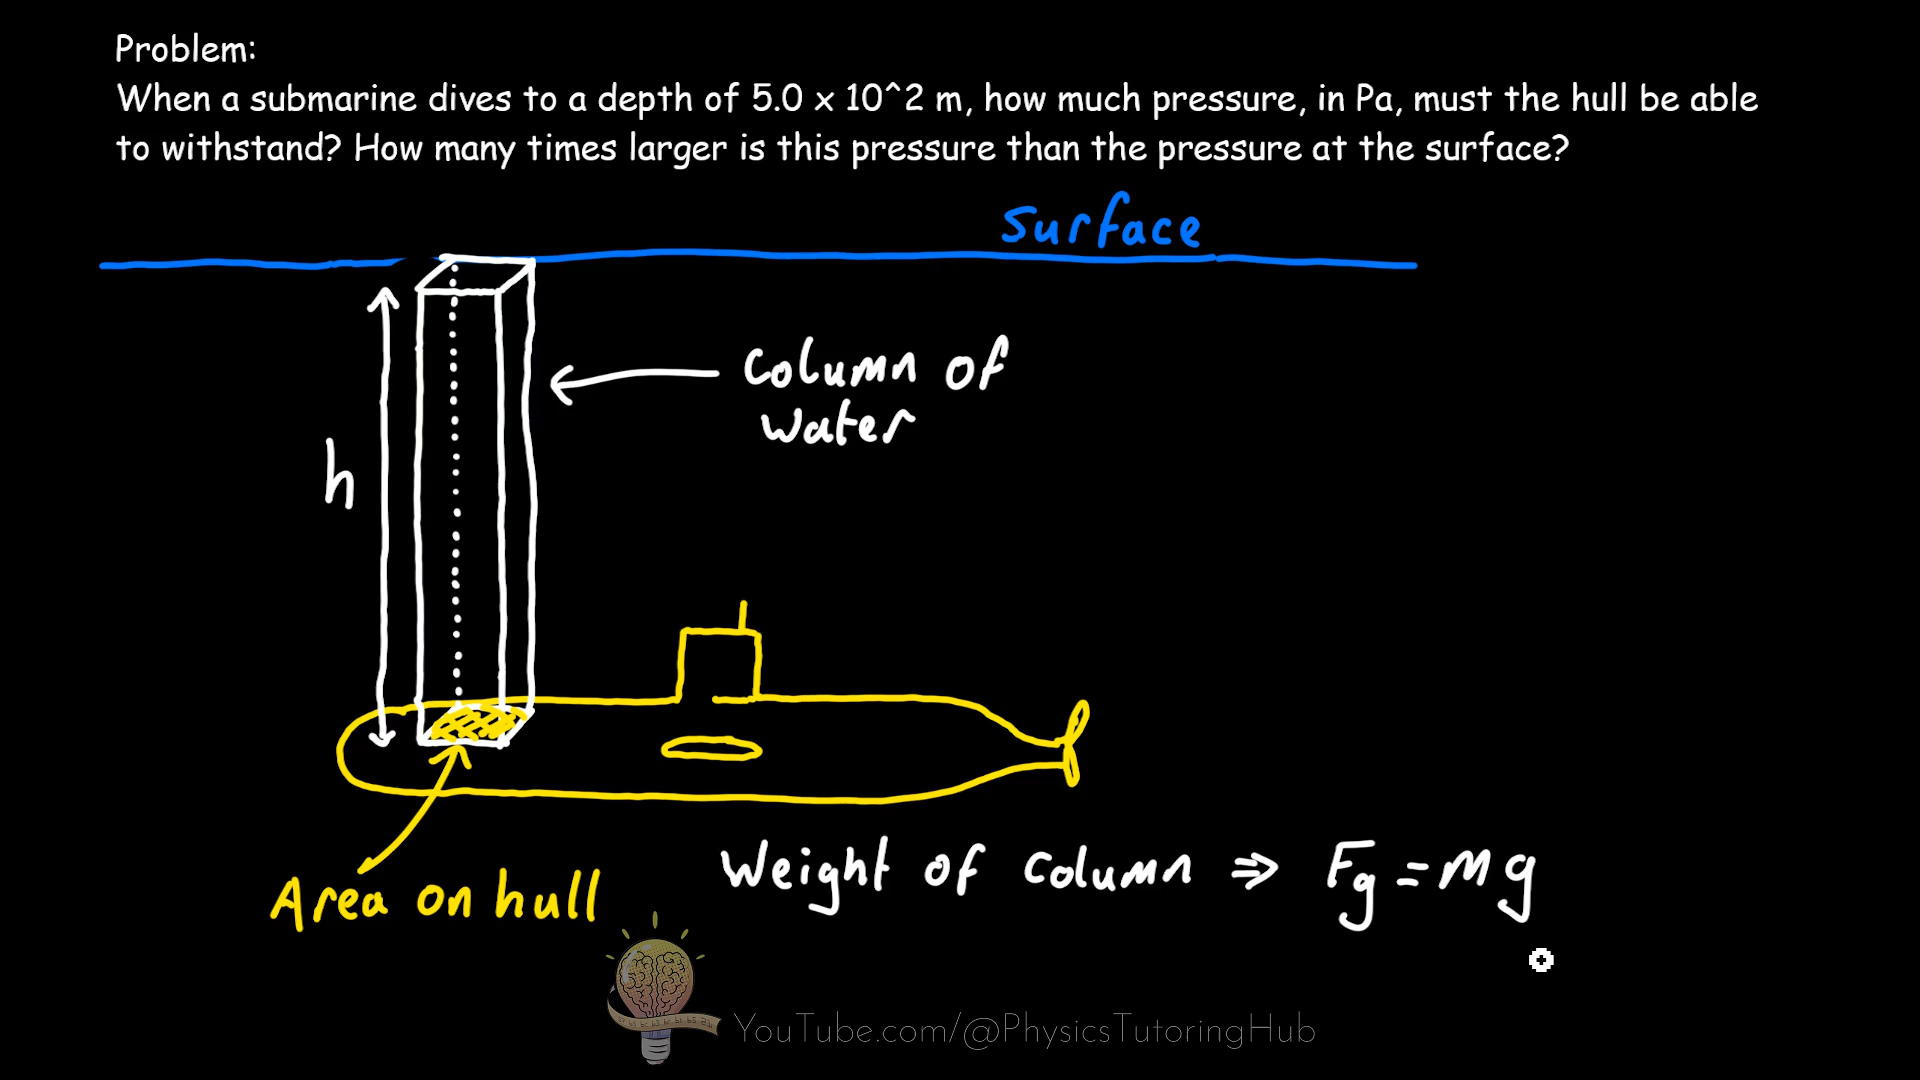 Problem:
When a submarine dives to a depth of 5.0 x 10^2 m, how much pressure, in Pa, must the hull be able
to withstand? How many times larger is this pressure than the pressure at the surface?
Surface
Column of
water
h
Area on hull
Weight of column ⇒ Fg = mg
YouTube.com/@PhysicsTutoringHub